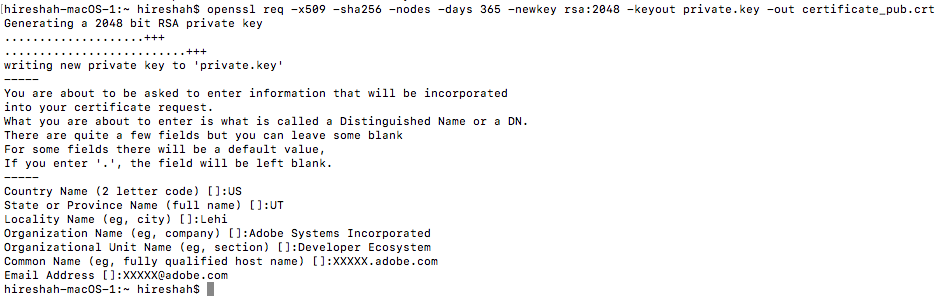 [hireshah-macOS-1:~ hireshah$ openssl req -x509 -sha256 -nodes -days 365 -newkey rsa:2048 -keyout private.key -out certificate_pub.crt
Generating a 2048 bit RSA private key
....................+++
..........................+++
writing new private key to 'private.key'
-----
You are about to be asked to enter information that will be incorporated
into your certificate request.
What you are about to enter is what is called a Distinguished Name or a DN.
There are quite a few fields but you can leave some blank
For some fields there will be a default value,
If you enter '.', the field will be left blank.
-----
Country Name (2 letter code) []:US
State or Province Name (full name) []:UT
Locality Name (eg, city) []:Lehi
Organization Name (eg, company) []:Adobe Systems Incorporated
Organizational Unit Name (eg, section) []:Developer Ecosystem
Common Name (eg, fully qualified host name) []:XXXXX.adobe.com
Email Address []:XXXXX@adobe.com
hireshah-macOS-1:~ hireshah$